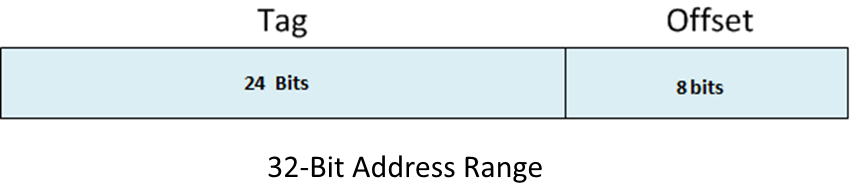 Tag Offset
24 Bits 8 bits
32-Bit Address Range